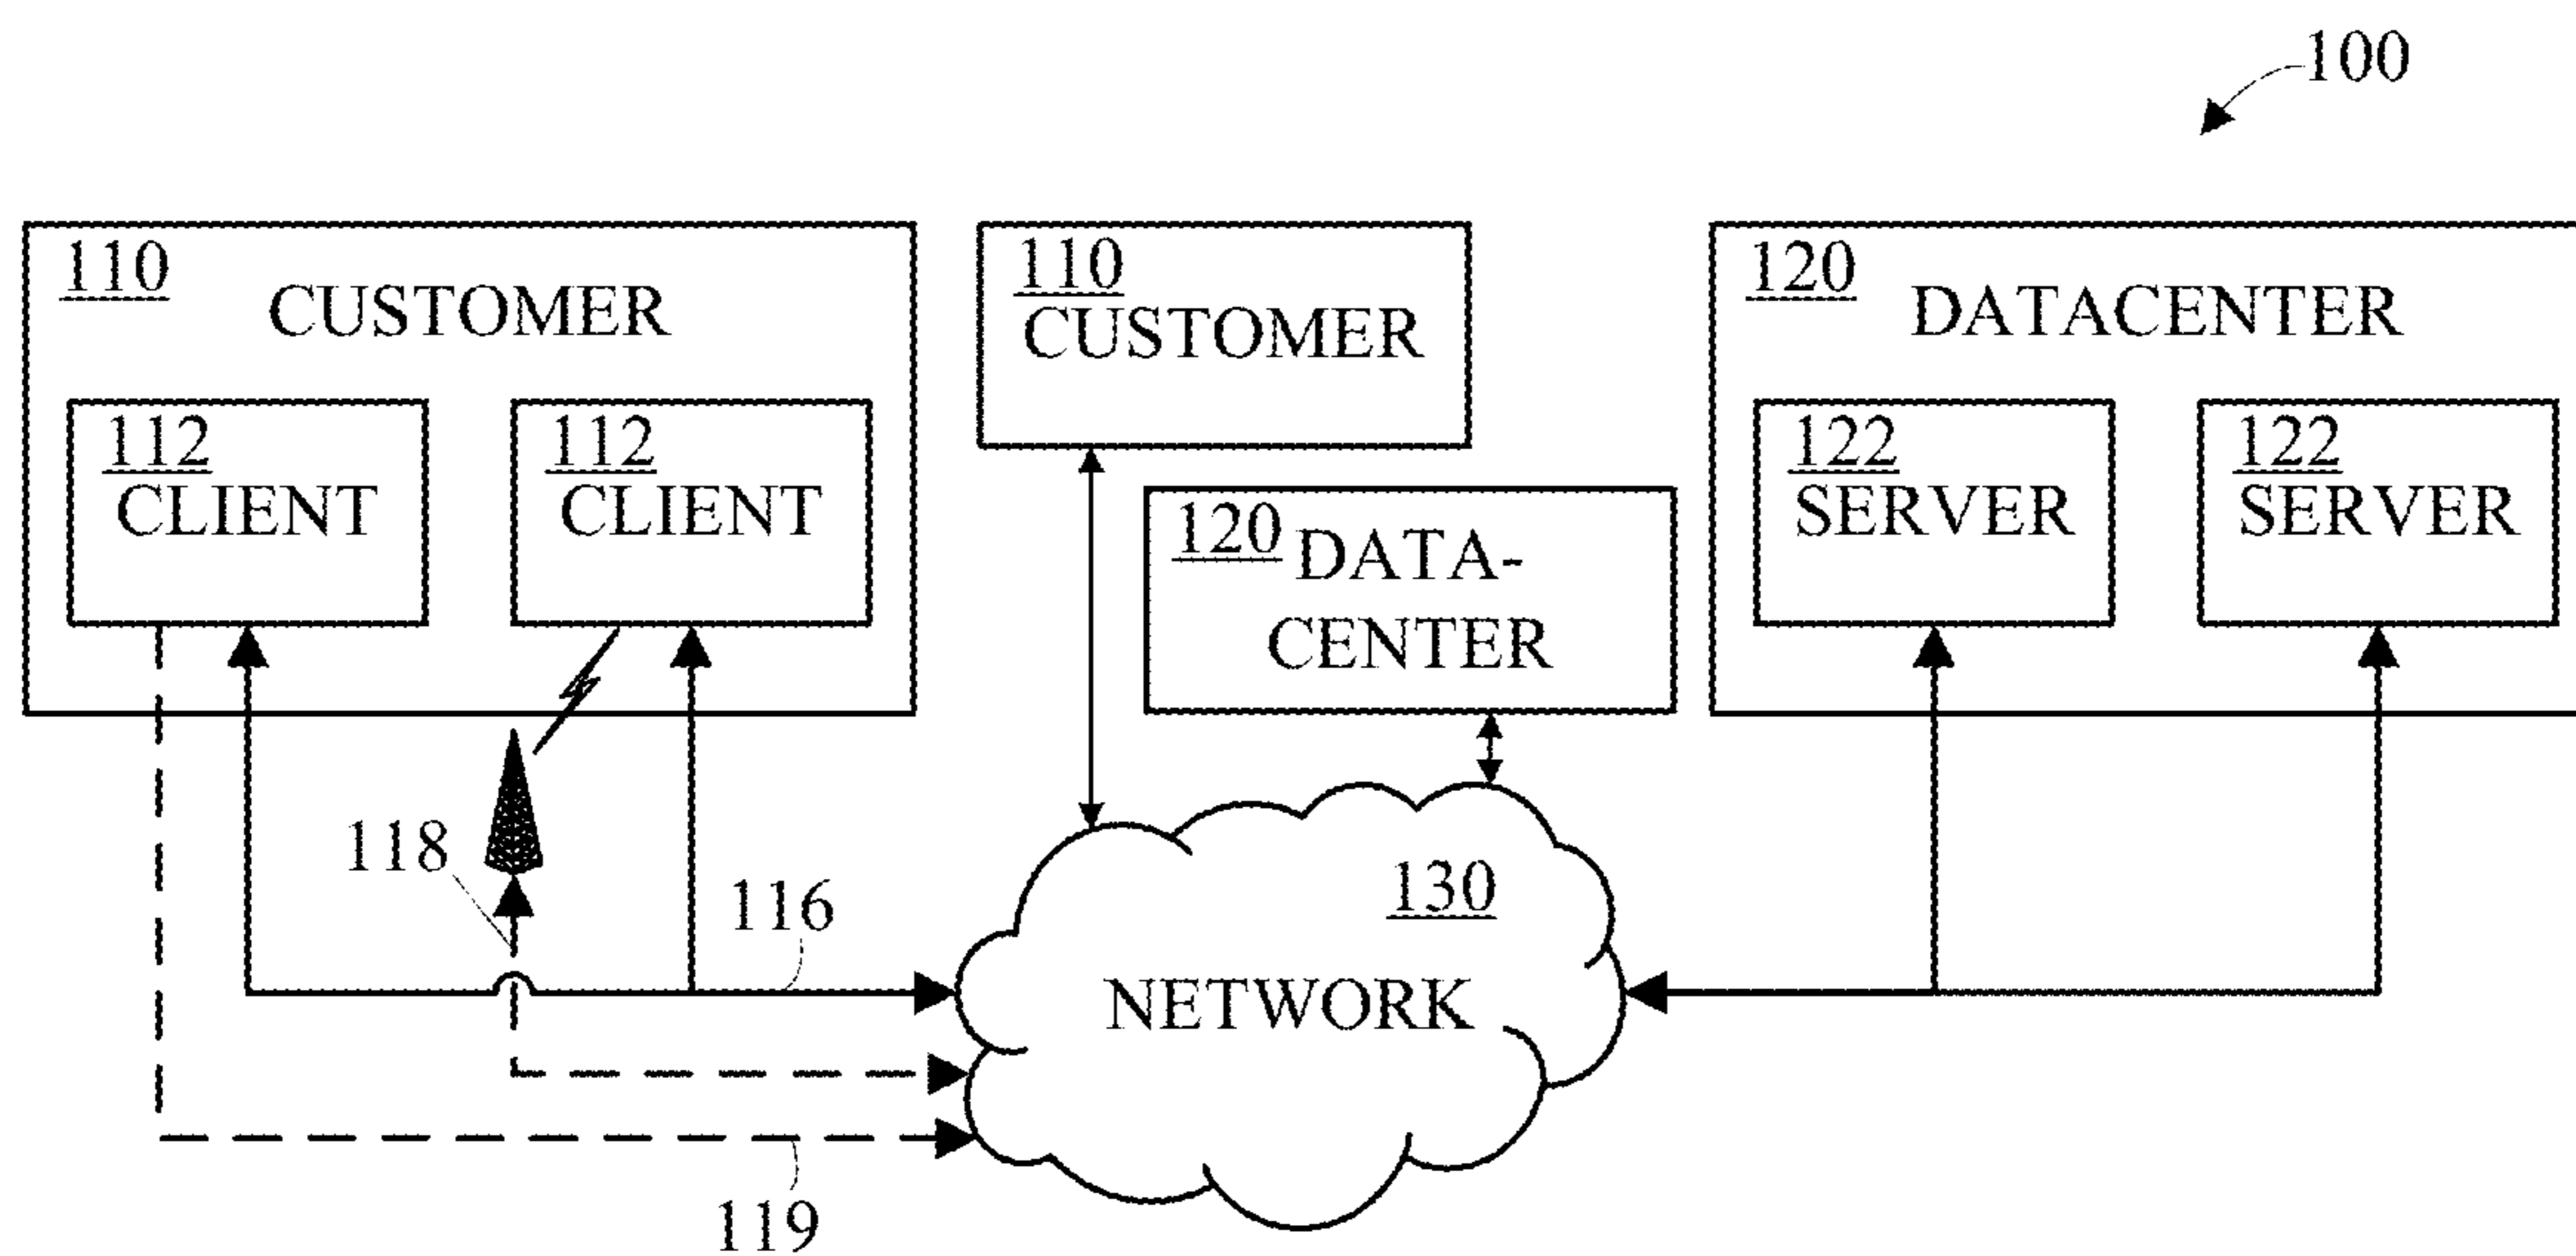 100
110
CUSTOMER
112
CLIENT
112
CLIENT
110
CUSTOMER
120
DATA-
CENTER
120
DATACENTER
122
SERVER
122
SERVER
118
116
130
NETWORK
119